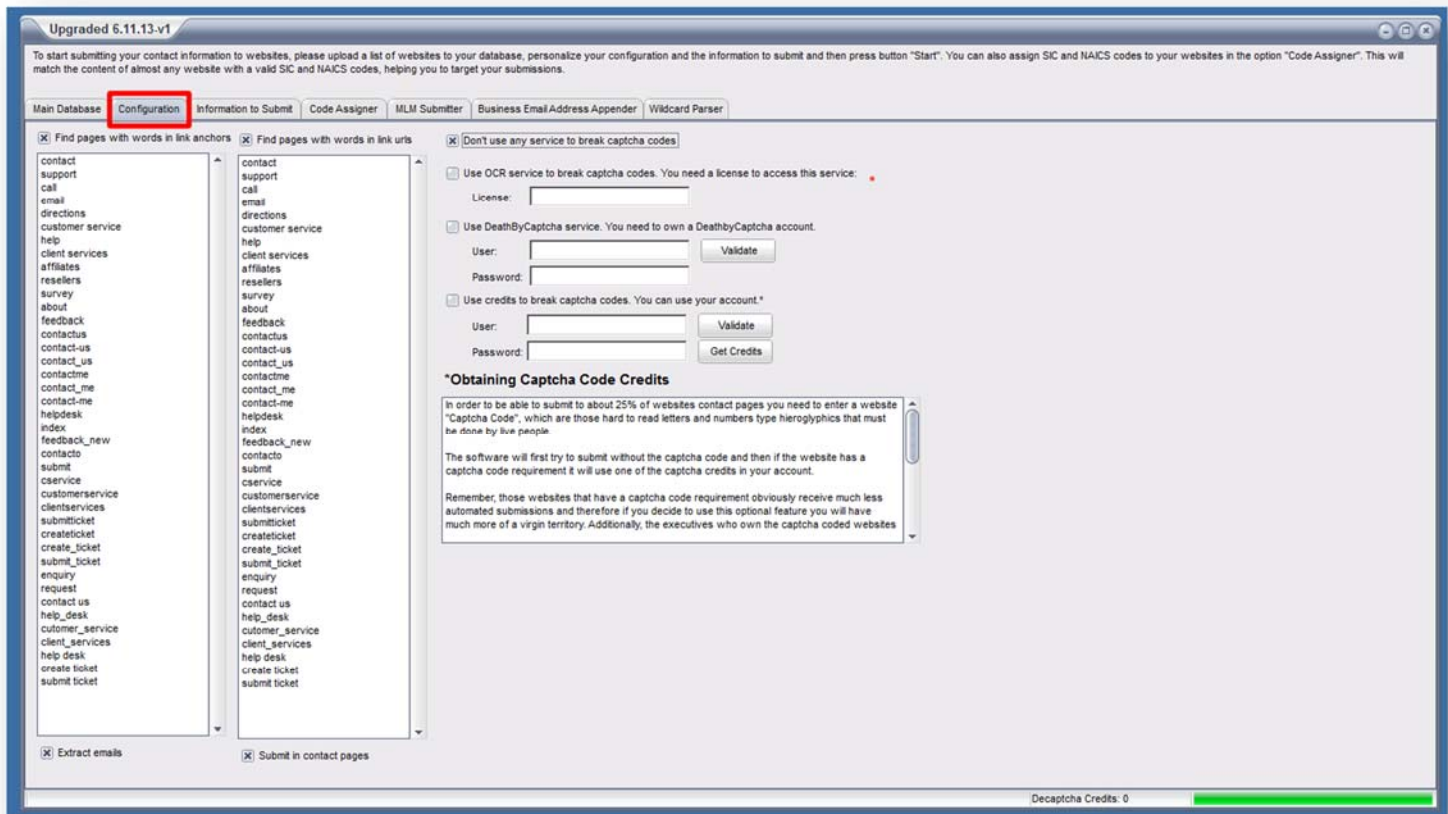 Upgraded 6.11.13-v1
To start submitting your contact information to websites, please upload a list of websites to your database, personalize your configuration and the information to submit and then press button "Start". You can also assign SIC and NAICS codes to your websites in the option "Code Assigner". This will
match the content of almost any website with a valid SIC and NAICS codes, helping you to target your submissions.
Main Database Configuration Information to Submit Code Assigner MLM Submitter Business Email Address Appender Wildcard Parser
Find pages with words in link anchors
contact
support
call
email
directions
customer service
help
client services
affiliates
resellers
survey
about
feedback
contactus
contact-us
contact_us
contactme
contact_me
contact-me
helpdesk
index
feedback_new
contacto
submit
cservice
customerservice
clientservices
submitticket
createticket
create_ticket
submit_ticket
enquiry
request
contact us
help_desk
cutomer_service
client_services
help desk
create ticket
submit ticket
Extract emails
Find pages with words in link urls
contact
support
call
email
directions
customer service
help
client services
affiliates
resellers
survey
about
feedback
contactus
contact-us
contact_us
contactme
contact_me
contact-me
helpdesk
index
feedback_new
contacto
submit
cservice
customerservice
clientservices
submitticket
createticket
create_ticket
submit_ticket
enquiry
request
contact us
help_desk
cutomer_service
client_services
help desk
create ticket
submit ticket
Submit in contact pages
Don't use any service to break captcha codes
Use OCR service to break captcha codes. You need a license to access this service: *
License:
Use DeathByCaptcha service. You need to own a DeathbyCaptcha account.
User: Validate
Password:
Use credits to break captcha codes. You can use your account.*
User: Validate
Password: Get Credits
*Obtaining Captcha Code Credits
In order to be able to submit to about 25% of websites contact pages you need to enter a website
"Captcha Code", which are those hard to read letters and numbers type hieroglyphics that must
be done by live people.
The software will first try to submit without the captcha code and then if the website has a
captcha code requirement it will use one of the captcha credits in your account.
Remember, those websites that have a captcha code requirement obviously receive much less
automated submissions and therefore if you decide to use this optional feature you will have
much more of a virgin territory. Additionally, the executives who own the captcha coded websites
Decaptcha Credits: 0